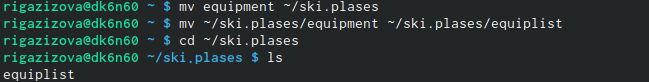 rigazizova@dk6n60 ~ $ mv equipment ~/ski.plases
rigazizova@dk6n60 ~ $ mv ~/ski.plases/equipment ~/ski.plases/equiplist
rigazizova@dk6n60 ~ $ cd ~/ski.plases
rigazizova@dk6n60 ~/ski.plases $ ls
equiplist